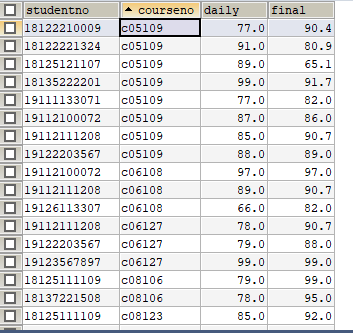 studentno courseno daily final
18122210009 c05109 77.0 90.4
18122221324 c05109 91.0 80.9
18125121107 c05109 89.0 65.1
18135222201 c05109 99.0 91.7
19111133071 c05109 77.0 82.0
19112100072 c05109 87.0 86.0
19112111208 c05109 85.0 90.7
19122203567 c05109 88.0 89.0
19112100072 c06108 97.0 97.0
19112111208 c06108 89.0 90.7
19126113307 c06108 66.0 82.0
19112111208 c06127 78.0 90.7
19122203567 c06127 79.0 88.0
19123567897 c06127 99.0 99.0
18125111109 c08106 79.0 99.0
18137221508 c08106 78.0 95.0
18125111109 c08123 85.0 92.0